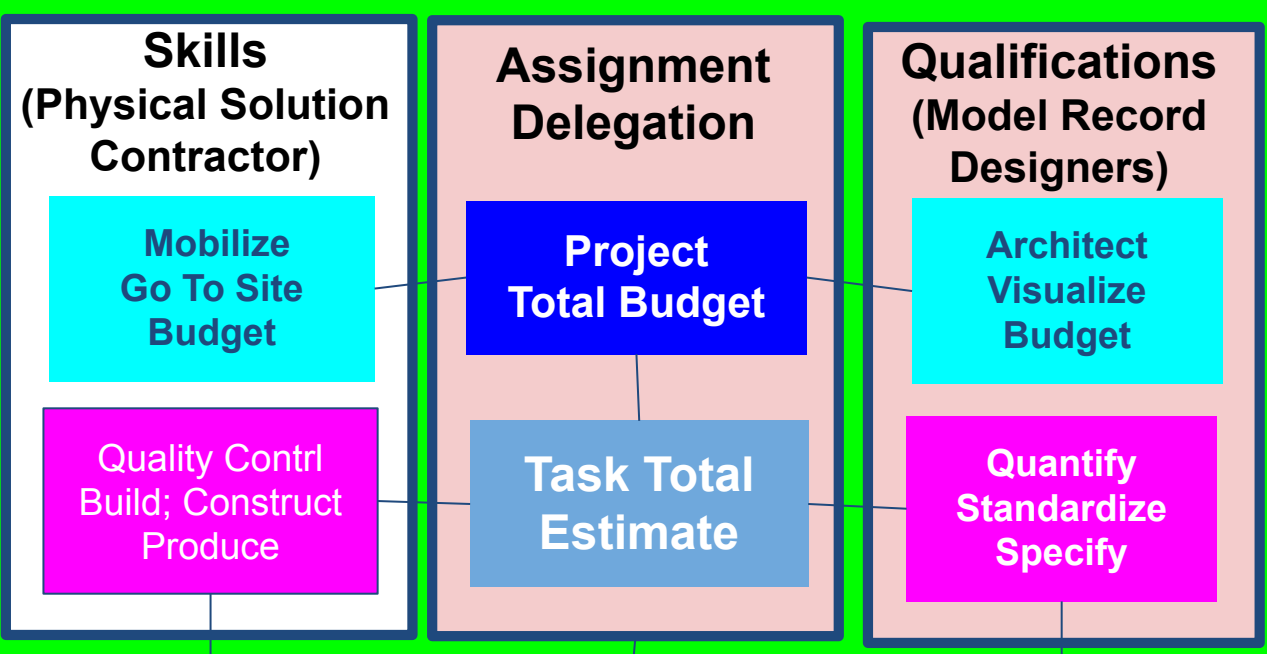 Skills
(Physical Solution
Contractor)
Mobilize
Go To Site
Budget
Quality Contrl
Build; Construct
Produce
Assignment
Delegation
Project
Total Budget
Task Total
Estimate
Qualifications
(Model Record
Designers)
Architect
Visualize
Budget
Quantify
Standardize
Specify